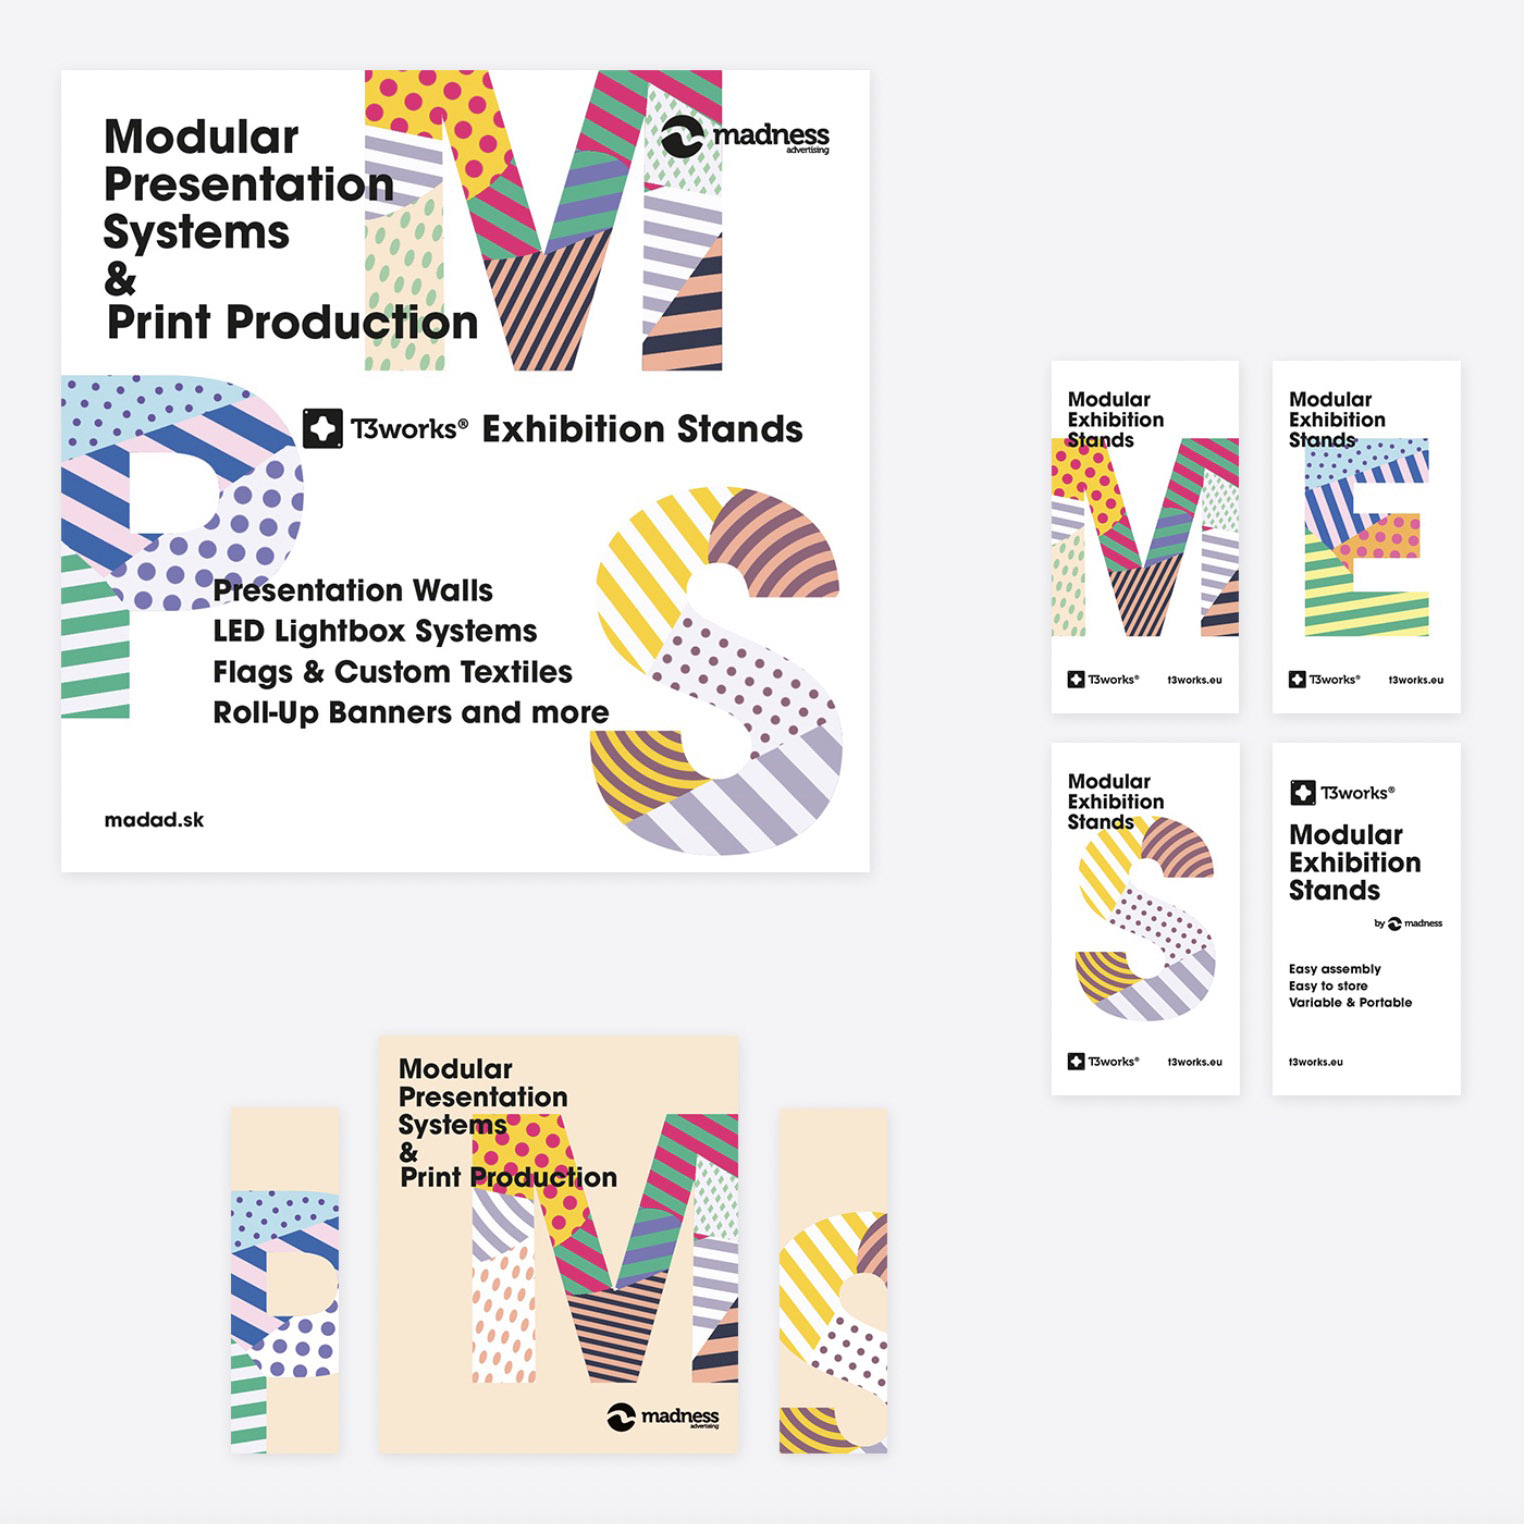 Modular
Presentation
Systems
&
Print Production
madness
advertising
T3works® Exhibition Stands
Presentation Walls
LED Lightbox Systems
Flags & Custom Textiles
Roll-Up Banners and more
madad.sk
M
P
S
Modular
Exhibition
Stands
M
T3works® t3works.eu
Modular
Exhibition
Stands
E
T3works® t3works.eu
Modular
Exhibition
Stands
S
T3works® t3works.eu
T3works®
Modular
Exhibition
Stands
by madness
Easy assembly
Easy to store
Variable & Portable
t3works.eu
P
Modular
Presentation
Systems
&
Print Production
M
madness
advertising
S